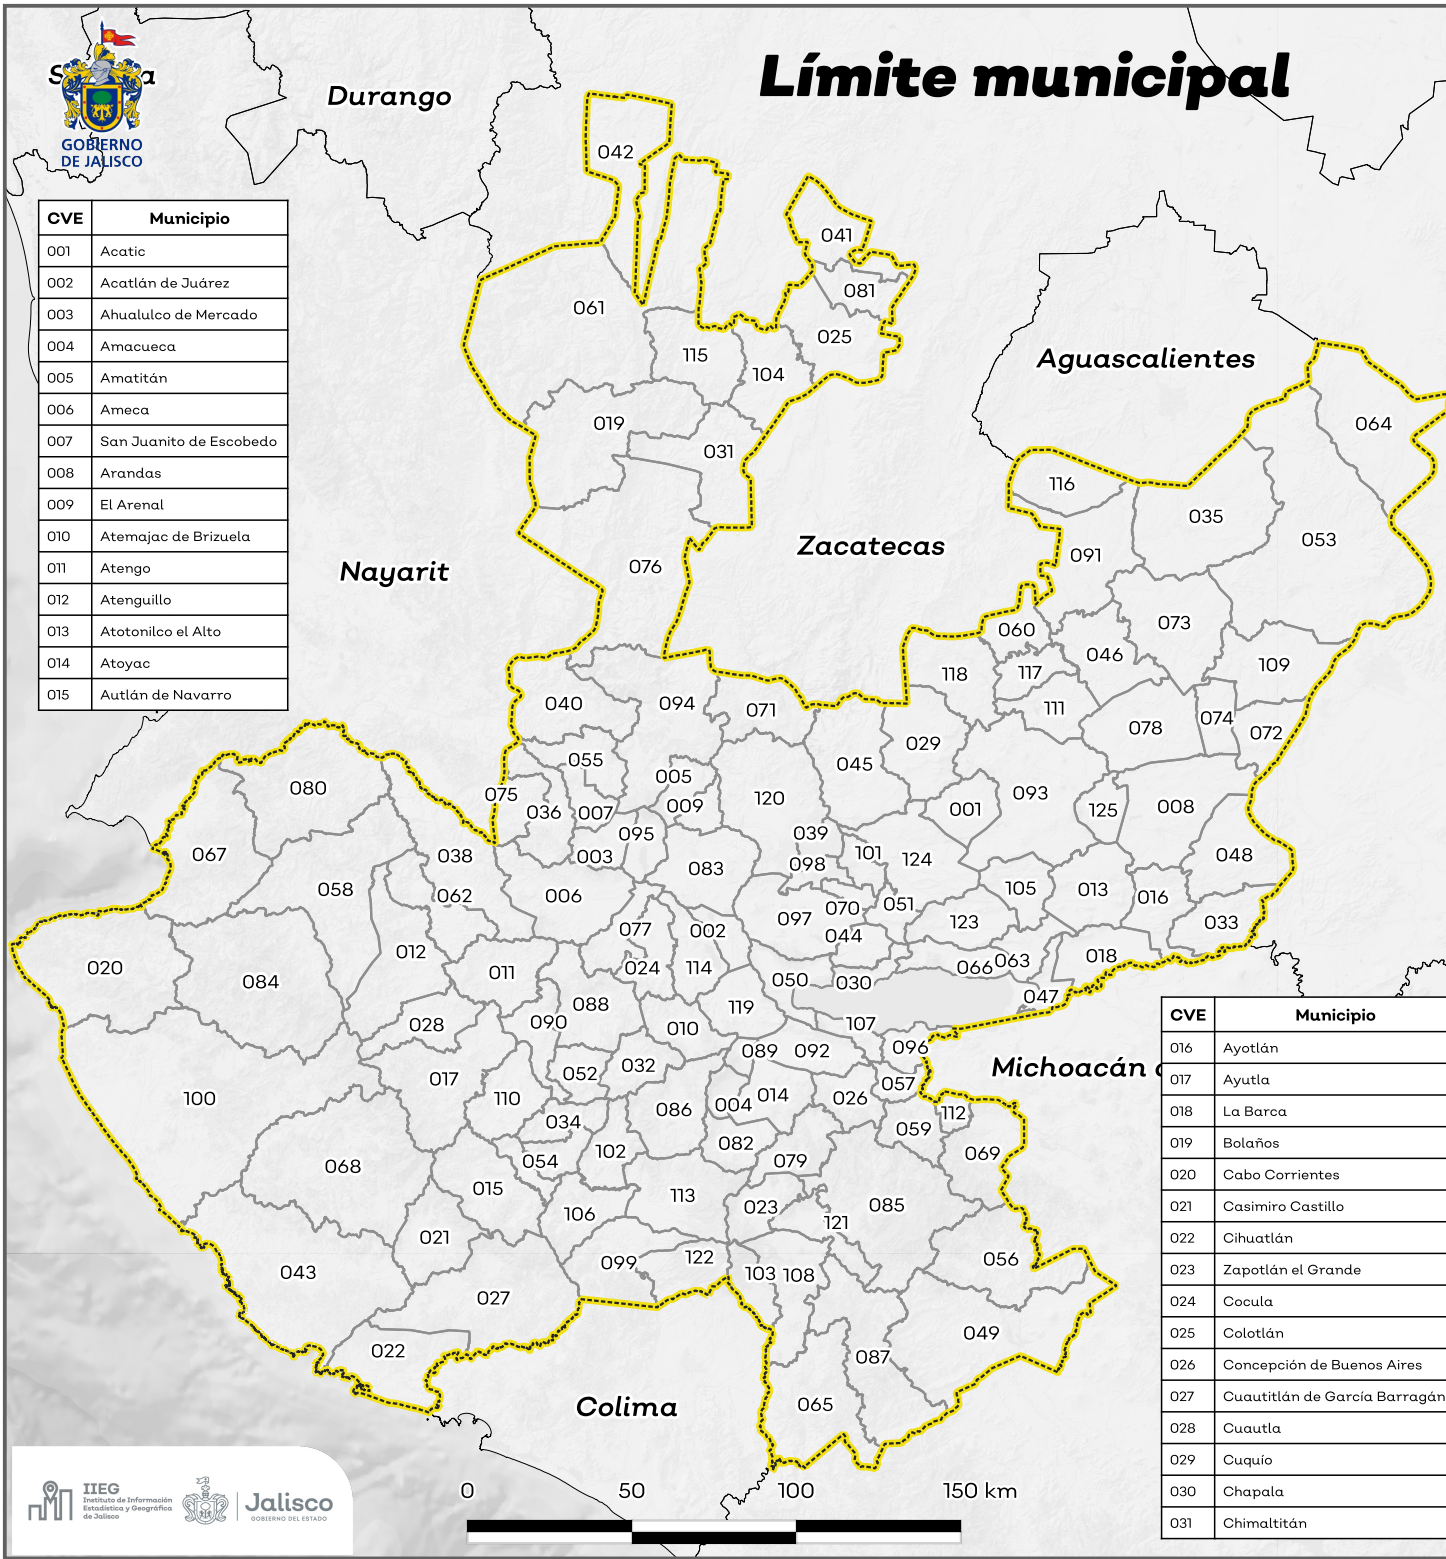 Límite municipal
Durango
S a
GOBIERNO
DE JALISCO
CVE Municipio
001 Acatic
002 Acatlán de Juárez
003 Ahualulco de Mercado
004 Amacueca
005 Amatitán
006 Ameca
007 San Juanito de Escobedo
008 Arandas
009 El Arenal
010 Atemajac de Brizuela
011 Atengo
012 Atenguillo
013 Atotonilco el Alto
014 Atoyac
015 Autlán de Navarro
042
041
081
061
025
115
104
Aguascalientes
064
019
031
116
035
053
091
Zacatecas
076
Nayarit
073
060
046
109
117
118
040
094
071
111
078
074
072
029
055
045
005
080
075
036
007
009
120
001
093
125
008
095
039
003
098
101
124
067
038
083
048
058
062
006
105
013
016
097
070
051
123
033
077
002
044
012
020
084
011
024
114
066
063
018
050
030
047
028
090
088
119
010
107
096
089
092
Michoacán
017
052
032
057
100
110
004
014
026
086
112
034
059
082
069
102
054
079
068
015
113
023
085
106
121
021
099
122
056
043
103
108
027
049
022
087
065
Colima
CVE Municipio
016 Ayotlán
017 Ayutla
018 La Barca
019 Bolaños
020 Cabo Corrientes
021 Casimiro Castillo
022 Cihuatlán
023 Zapotlán el Grande
024 Cocula
025 Colotlán
026 Concepción de Buenos Aires
027 Cuautitlán de García Barragán
028 Cuautla
029 Cuquío
030 Chapala
031 Chimaltitán
IIEG
Instituto de Información
Estadística y Geográfica
de Jalisco
Jalisco
GOBIERNO DEL ESTADO
0 50 100 150 km